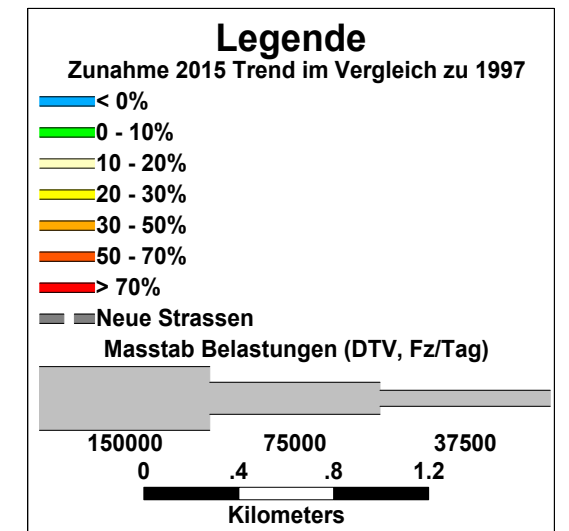 Legende
Zunahme 2015 Trend im Vergleich zu 1997
< 0%
0 - 10%
10 - 20%
20 - 30%
30 - 50%
50 - 70%
> 70%
Neue Strassen
Masstab Belastungen (DTV, Fz/Tag)
150000 75000 37500
0 .4 .8 1.2
Kilometers